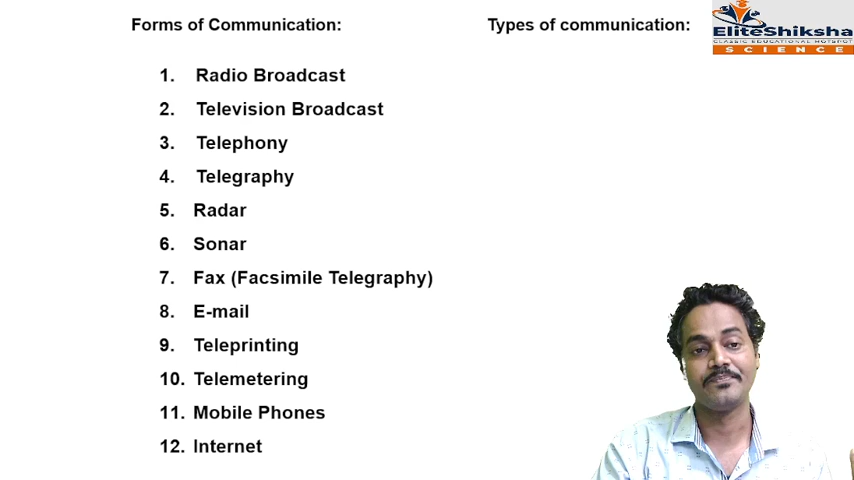 Forms of Communication:
Types of communication:
EliteShiksha
CLASSIC EDUCATIONAL HOTSPOT
SCIENCE
1. Radio Broadcast
2. Television Broadcast
3. Telephony
4. Telegraphy
5. Radar
6. Sonar
7. Fax (Facsimile Telegraphy)
8. E-mail
9. Teleprinting
10. Telemetering
11. Mobile Phones
12. Internet